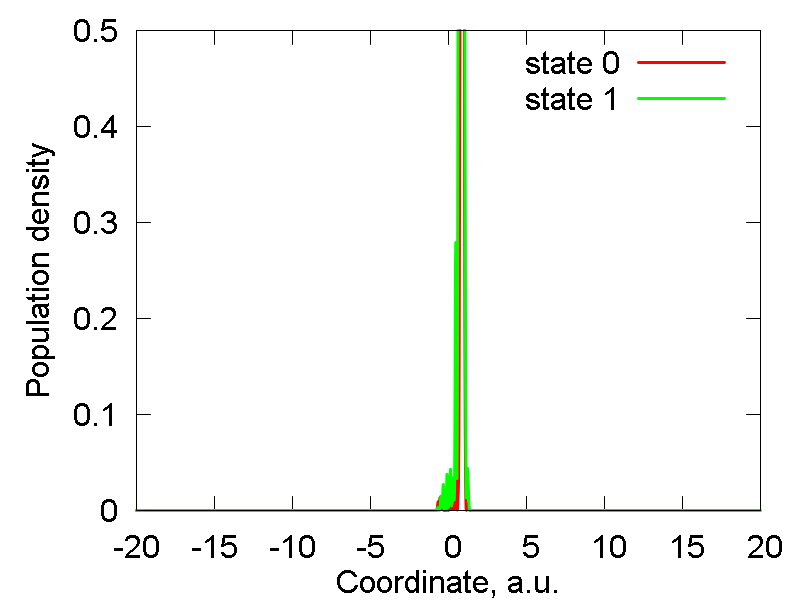 0.5
0.4
0.3
0.2
0.1
0
-20 -15 -10 -5 0 5 10 15 20
Population density
Coordinate, a.u.
state 0
state 1